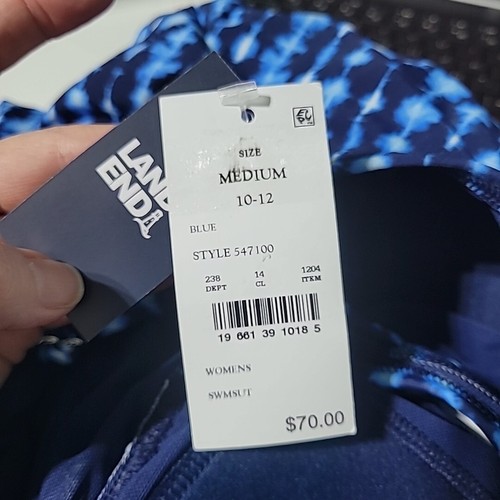 LAND
END
SIZE
MEDIUM
10-12
BLUE
STYLE 547100
238 14 1204
DEPT CL ITEM
19 661 39 1018 5
WOMENS
SWMSUT
$70.00